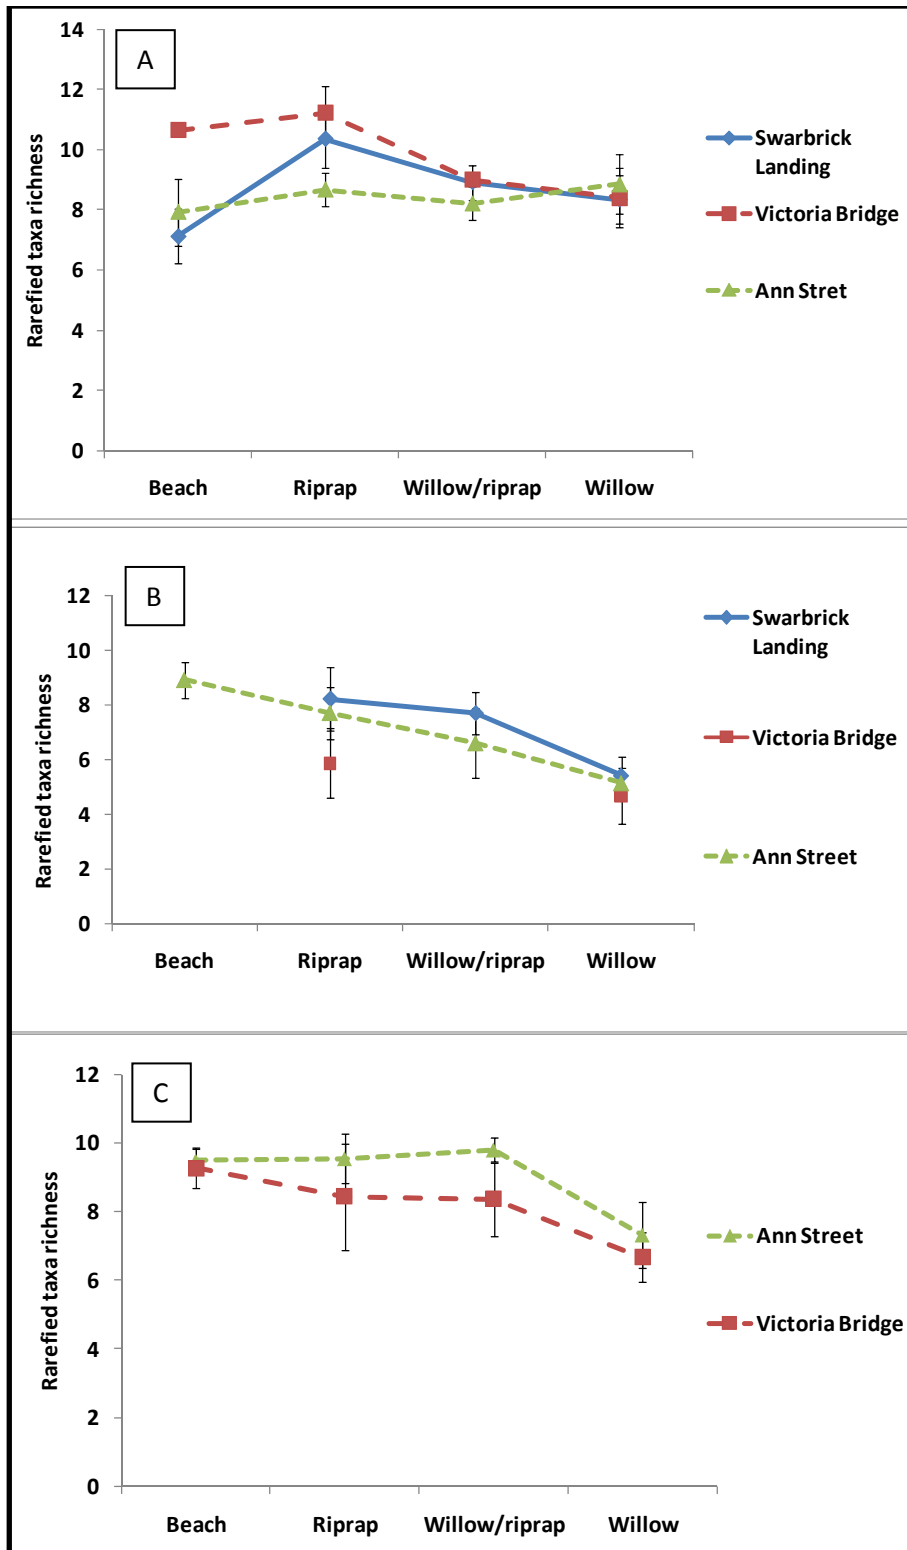 A
Rarefied taxa richness
14
12
10
8
6
4
2
0
Beach
Riprap
Willow/riprap
Willow
Swarbrick
Landing
Victoria Bridge
Ann Stret
B
Rarefied taxa richness
12
10
8
6
4
2
0
Beach
Riprap
Willow/riprap
Willow
Swarbrick
Landing
Victoria Bridge
Ann Street
C
Rarefied taxa richness
12
10
8
6
4
2
0
Beach
Riprap
Willow/riprap
Willow
Ann Street
Victoria Bridge